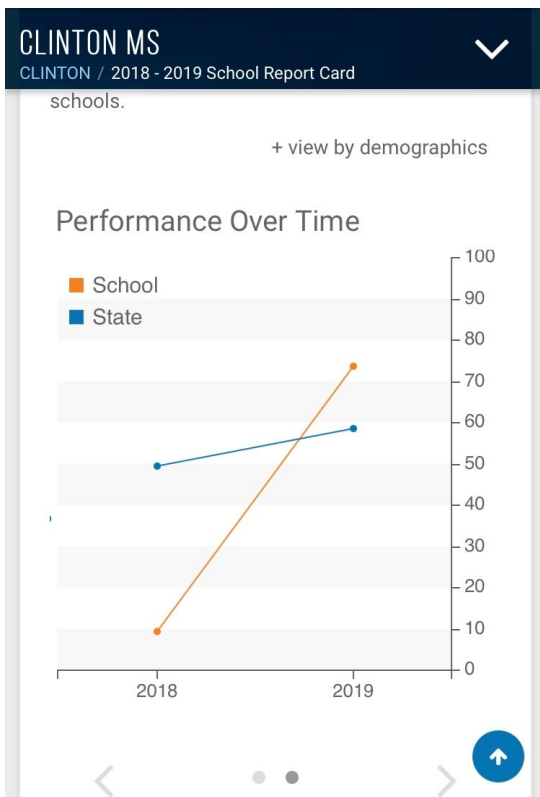 CLINTON MS
CLINTON / 2018 - 2019 School Report Card
schools.
+ view by demographics
Performance Over Time
School
State
100
90
80
70
60
50
40
30
20
10
0
2018 2019